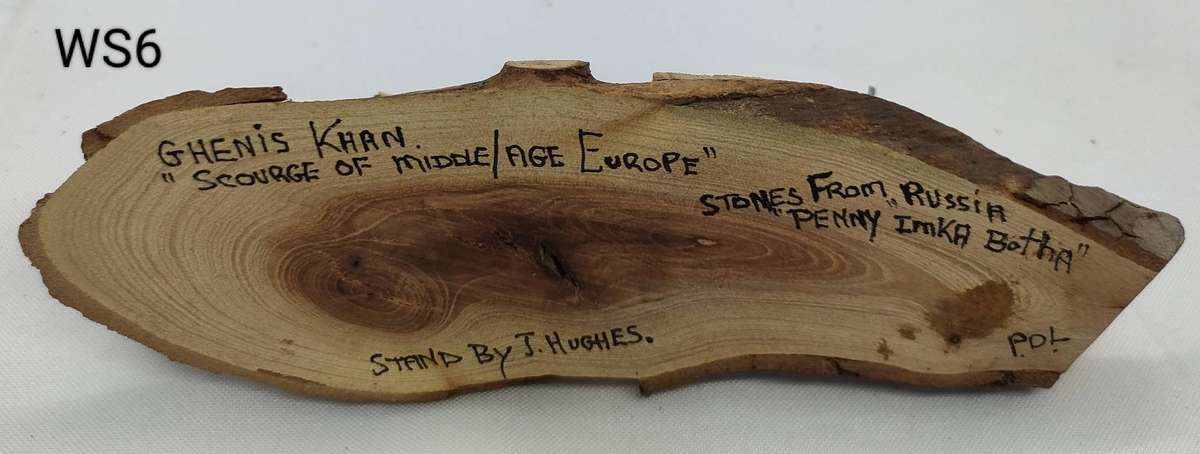 WS6
GHENIS KHAN.
"SCOURGE OF MIDDLE/AGE EUROPE"
STONES FROM RUSSIA
"PENNY" IMKA BOTHA"
STAND BY J. HUGHES.
P.D.L